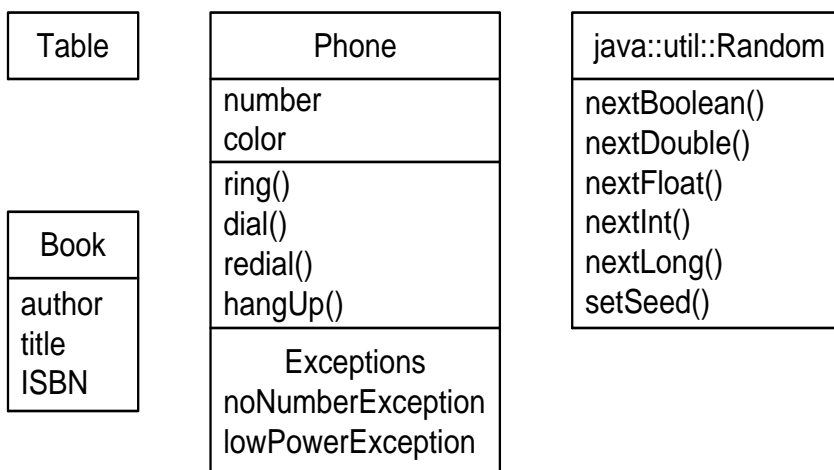 Table
Book
author
title
ISBN
Phone
number
color
ring()
dial()
redial()
hangUp()
Exceptions
noNumberException
lowPowerException
java::util::Random
nextBoolean()
nextDouble()
nextFloat()
nextInt()
nextLong()
setSeed()